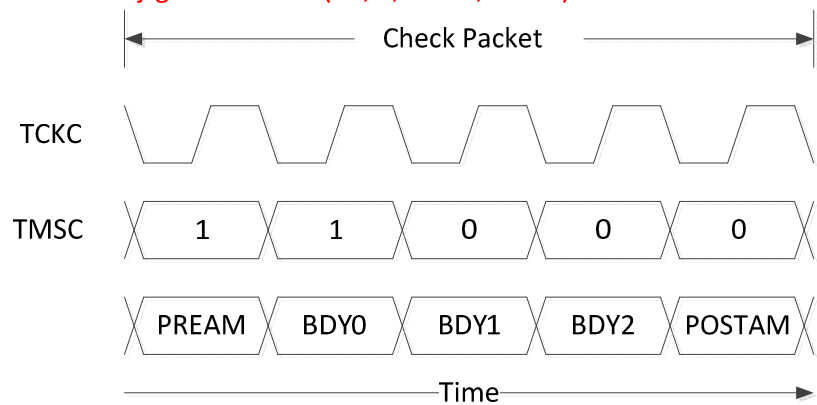 Check Packet
TCKC
TMSC 1 1 0 0 0
PREAM BDY0 BDY1 BDY2 POSTAM
Time